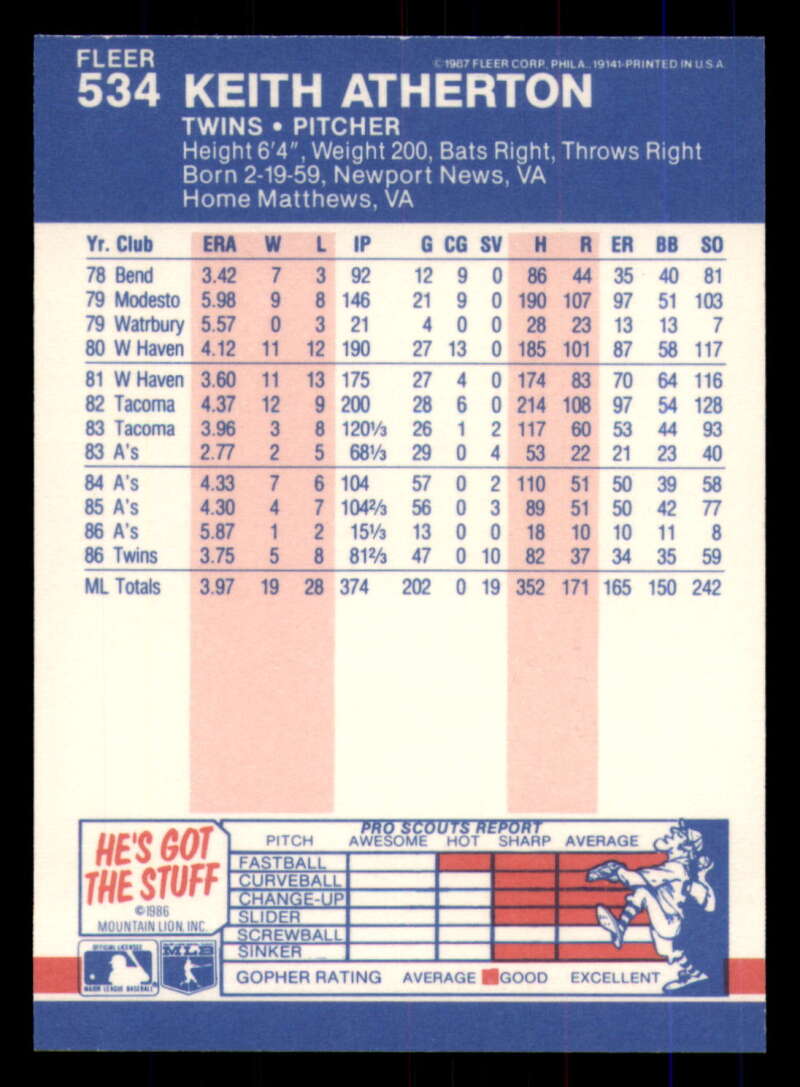 FLEER
©1987 FLEER CORP., PHILA., 19141-PRINTED IN U.S.A.
534 KEITH ATHERTON
TWINS • PITCHER
Height 6'4", Weight 200, Bats Right, Throws Right
Born 2-19-59, Newport News, VA
Home Matthews, VA
Yr. Club ERA W L IP G CG SV H R ER BB SO
78 Bend 3.42 7 3 92 12 9 0 86 44 35 40 81
79 Modesto 5.98 9 8 146 21 9 0 190 107 97 51 103
79 Watrbury 5.57 0 3 21 4 0 0 28 23 13 13 7
80 W Haven 4.12 11 12 190 27 13 0 185 101 87 58 117
81 W Haven 3.60 11 13 175 27 4 0 174 83 70 64 116
82 Tacoma 4.37 12 9 200 28 6 0 214 108 97 54 128
83 Tacoma 3.96 3 8 120⅓ 26 1 2 117 60 53 44 93
83 A's 2.77 2 5 68⅓ 29 0 4 53 22 21 23 40
84 A's 4.33 7 6 104 57 0 2 110 51 50 39 58
85 A's 4.30 4 7 104⅔ 56 0 3 89 51 50 42 77
86 A's 5.87 1 2 15⅓ 13 0 0 18 10 10 11 8
86 Twins 3.75 5 8 81⅔ 47 0 10 82 37 34 35 59
ML Totals 3.97 19 28 374 202 0 19 352 171 165 150 242
HE'S GOT
THE STUFF
©1986
MOUNTAIN LION, INC.
OFFICIAL LICENSEE
MAJOR LEAGUE BASEBALL
MLB
PRO SCOUTS REPORT
PITCH AWESOME HOT SHARP AVERAGE
FASTBALL
CURVEBALL
CHANGE-UP
SLIDER
SCREWBALL
SINKER
GOPHER RATING AVERAGE GOOD EXCELLENT